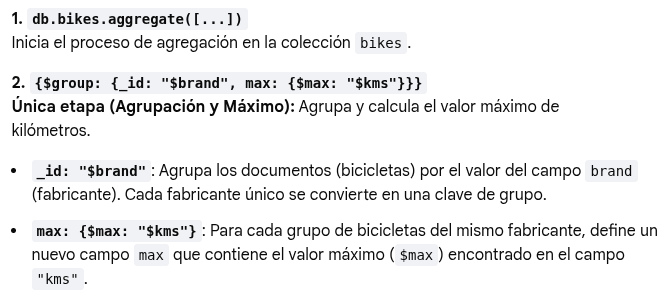 1. db.bikes.aggregate([...])
Inicia el proceso de agregación en la colección bikes.
2. {$group: {_id: "$brand", max: {$max: "$kms"}}}
Única etapa (Agrupación y Máximo): Agrupa y calcula el valor máximo de
kilómetros.
• _id: "$brand": Agrupa los documentos (bicicletas) por el valor del campo brand
(fabricante). Cada fabricante único se convierte en una clave de grupo.
• max: {$max: "$kms"}: Para cada grupo de bicicletas del mismo fabricante, define un
nuevo campo max que contiene el valor máximo ($max) encontrado en el campo
"kms".